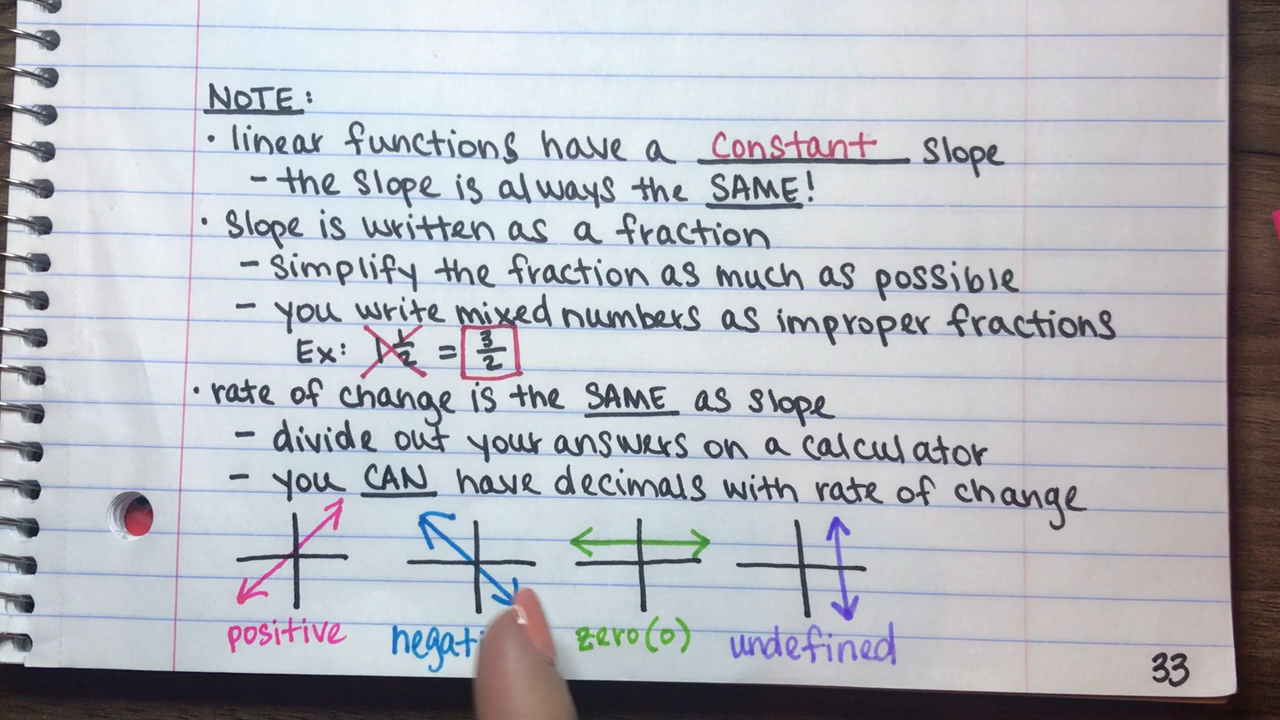 NOTE:
• linear functions have a constant slope
- the slope is always the SAME!
• slope is written as a fraction
- simplify the fraction as much as possible
- you write mixed numbers as improper fractions
Ex: 1 1/2 = 3/2
• rate of change is the SAME as slope
- divide out your answers on a calculator
- you CAN have decimals with rate of change
positive negati zero(0) undefined
33